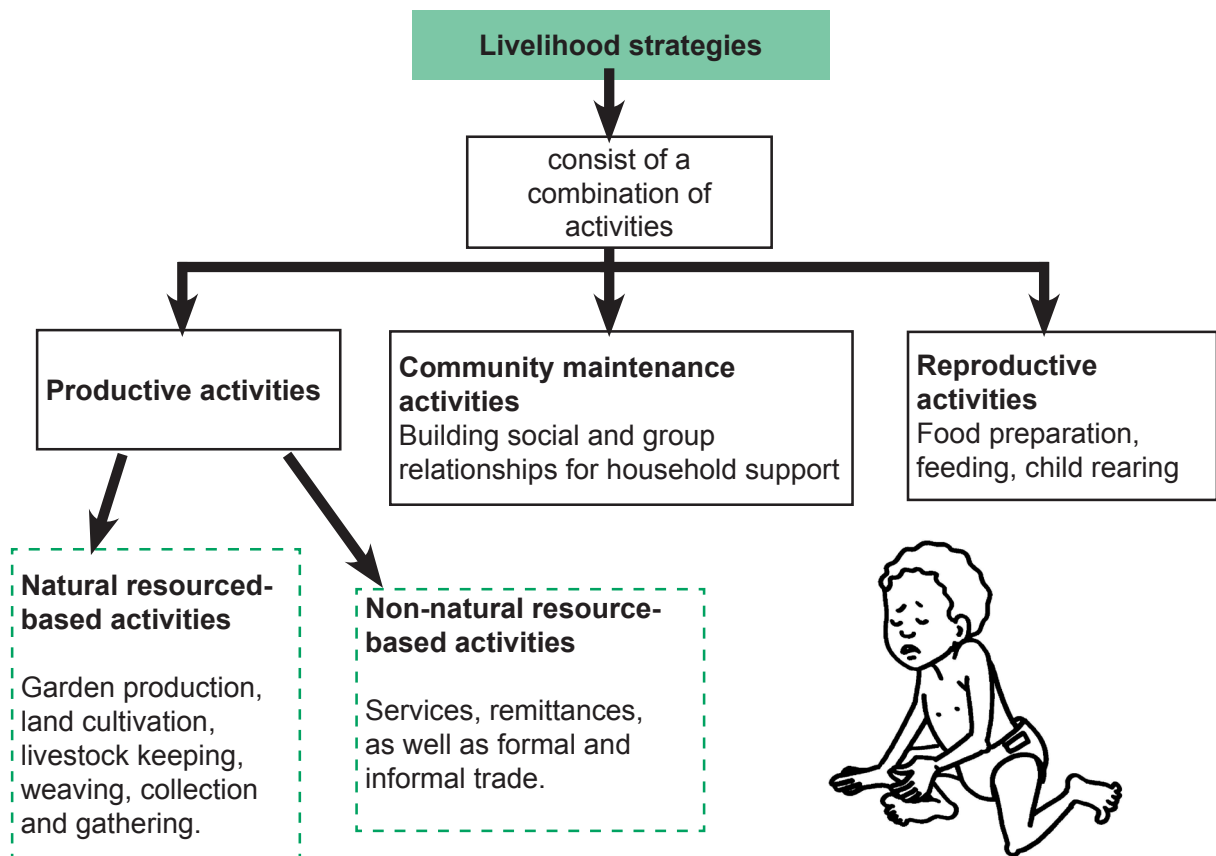 Livelihood strategies
consist of a
combination of
activities
Productive activities
Community maintenance
activities
Building social and group
relationships for household support
Reproductive
activities
Food preparation,
feeding, child rearing
Natural resourced-
based activities
Garden production,
land cultivation,
livestock keeping,
weaving, collection
and gathering.
Non-natural resource-
based activities
Services, remittances,
as well as formal and
informal trade.